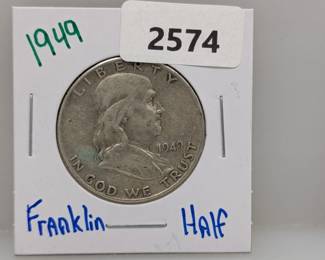 1949
2574
LIBERTY
1949
IN GOD WE TRUST
Franklin Half